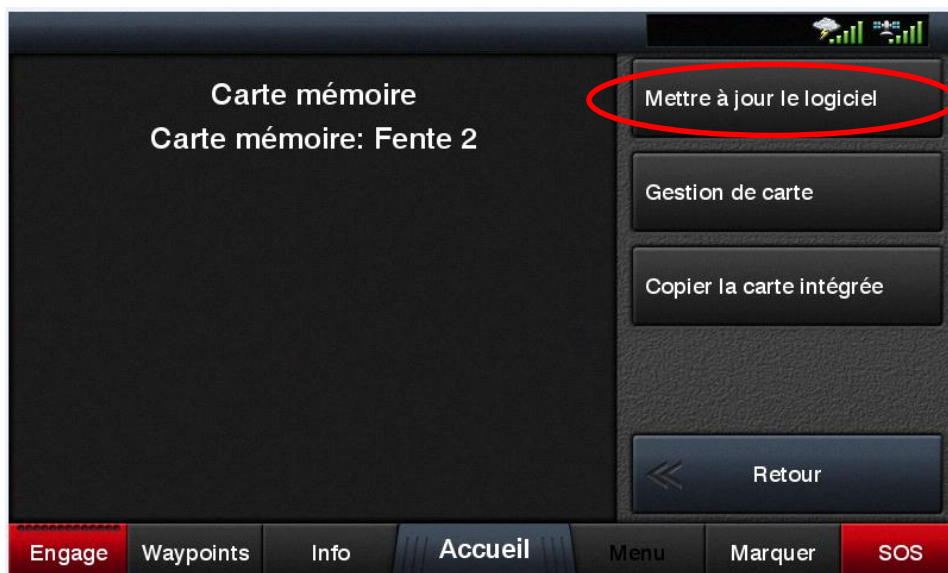 Carte mémoire
Carte mémoire: Fente 2
Mettre à jour le logiciel
Gestion de carte
Copier la carte intégrée
Retour
Engage Waypoints Info Accueil Menu Marquer SOS